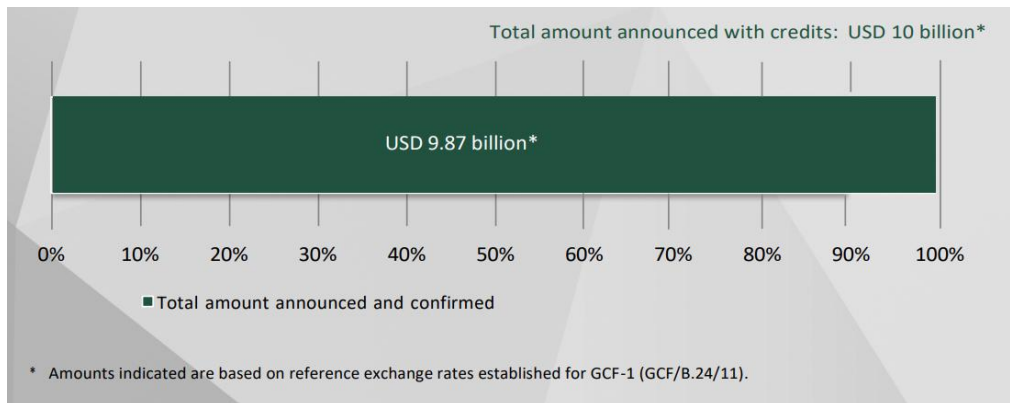 Total amount announced with credits: USD 10 billion*
USD 9.87 billion*
0% 10% 20% 30% 40% 50% 60% 70% 80% 90% 100%
Total amount announced and confirmed
* Amounts indicated are based on reference exchange rates established for GCF-1 (GCF/B.24/11).